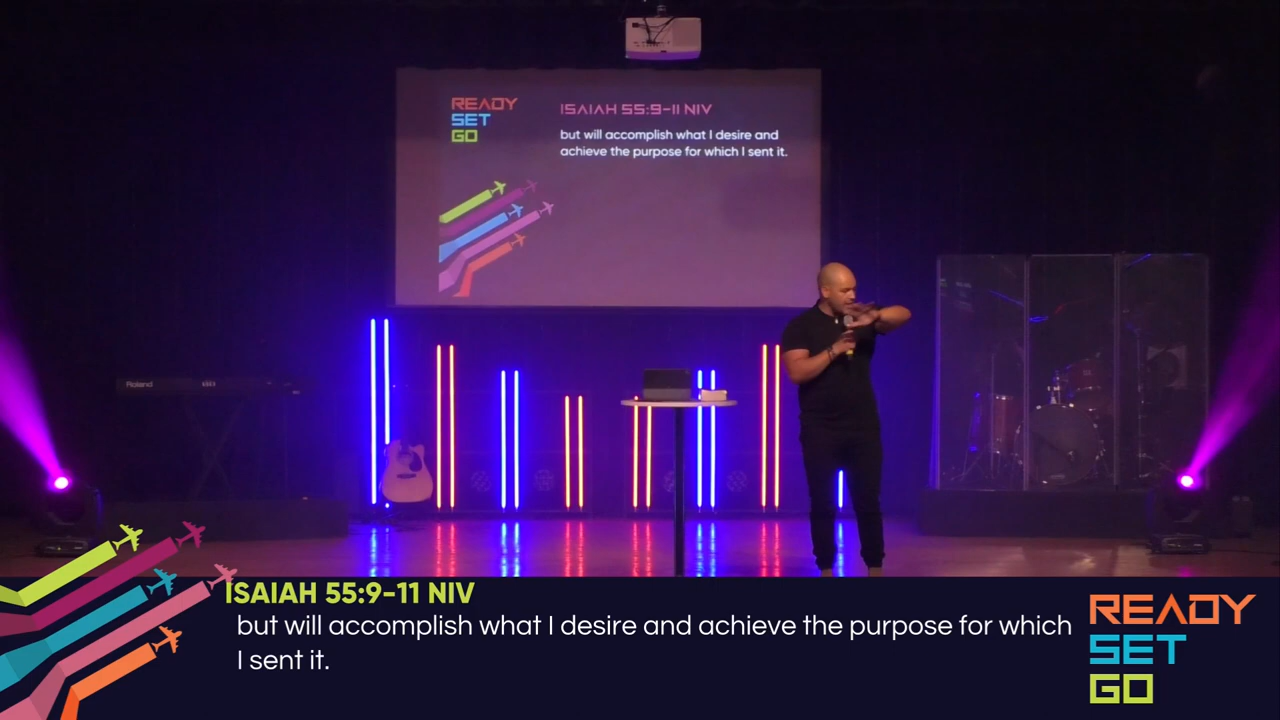 READY
SET
GO
ISAIAH 55:9-11 NIV
but will accomplish what I desire and
achieve the purpose for which I sent it.
Roland
ISAIAH 55:9-11 NIV
but will accomplish what I desire and achieve the purpose for which
I sent it.
READY
SET
GO